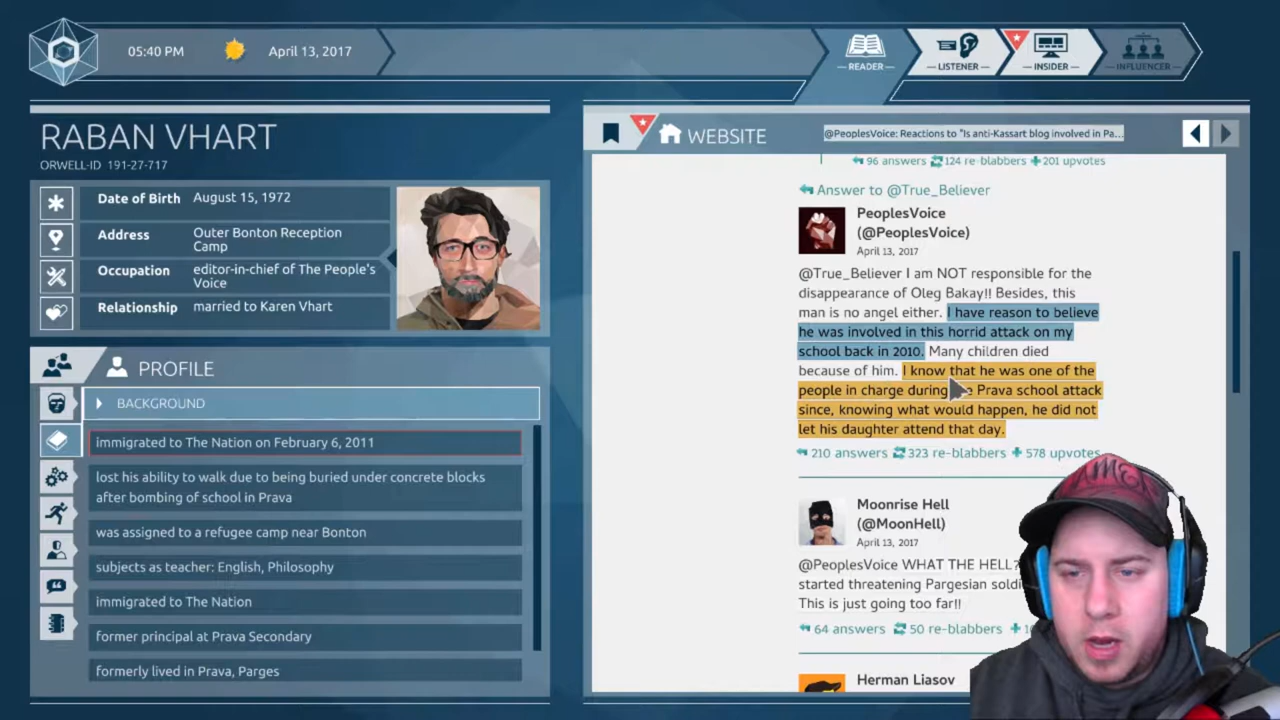 05:40 PM
April 13, 2017
READER
LISTENER
INSIDER
INFLUENCER
RABAN VHART
ORWELL-ID 191-27-717
Date of Birth August 15, 1972
Address Outer Bonton Reception
Camp
Occupation editor-in-chief of The People's
Voice
Relationship married to Karen Vhart
PROFILE
BACKGROUND
immigrated to The Nation on February 6, 2011
lost his ability to walk due to being buried under concrete blocks
after bombing of school in Prava
was assigned to a refugee camp near Bonton
subjects as teacher: English, Philosophy
immigrated to The Nation
former principal at Prava Secondary
formerly lived in Prava, Parges
WEBSITE
@PeoplesVoice: Reactions to "Is anti-Kassart blog involved in Pa...
96 answers 124 re-blabbers 201 upvotes
Answer to @True_Believer
PeoplesVoice
(@PeoplesVoice)
April 13, 2017
@True_Believer I am NOT responsible for the
disappearance of Oleg Bakay!! Besides, this
man is no angel either. I have reason to believe
he was involved in this horrid attack on my
school back in 2010. Many children died
because of him. I know that he was one of the
people in charge during Prava school attack
since, knowing what would happen, he did not
let his daughter attend that day.
210 answers 323 re-blabbers 578 upvotes
Moonrise Hell
(@MoonHell)
April 13, 2017
@PeoplesVoice WHAT THE HELL?
started threatening Pargesian
This is just going too far!!
64 answers 50 re-blabbers
Herman Liasov